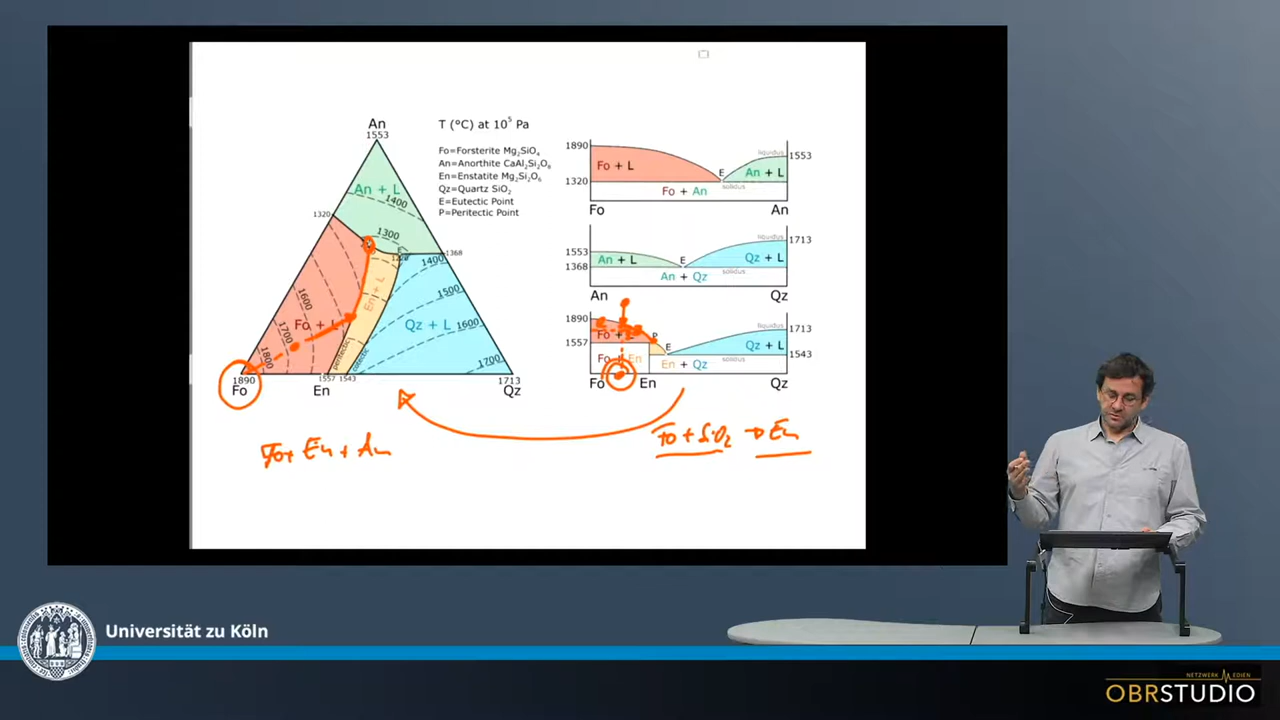 An
1553
An + L
1400
1320
1300
1368
1400
1500
1600
1700
1600
1700
1800
Fo + L
En + L
Qz + L
peritectic
eutectic
1890
1557
1543
1713
Fo
En
Qz
T (°C) at 10⁵ Pa
Fo=Forsterite Mg₂SiO₄
An=Anorthite CaAl₂Si₂O₈
En=Enstatite Mg₂Si₂O₆
Qz=Quartz SiO₂
E=Eutectic Point
P=Peritectic Point
1890
1320
Fo + L
E
liquidus
An + L
1553
Fo + An
solidus
Fo
An
1553
1368
An + L
E
liquidus
1713
Qz + L
An + Qz
solidus
An
Qz
1890
1557
P
E
liquidus
1713
Qz + L
1543
En
En + Qz
solidus
Fo
En
Qz
Fo + SiO₂ → En
Fo + En + An
Universität zu Köln
NETZWERK MEDIEN
OBRSTUDIO